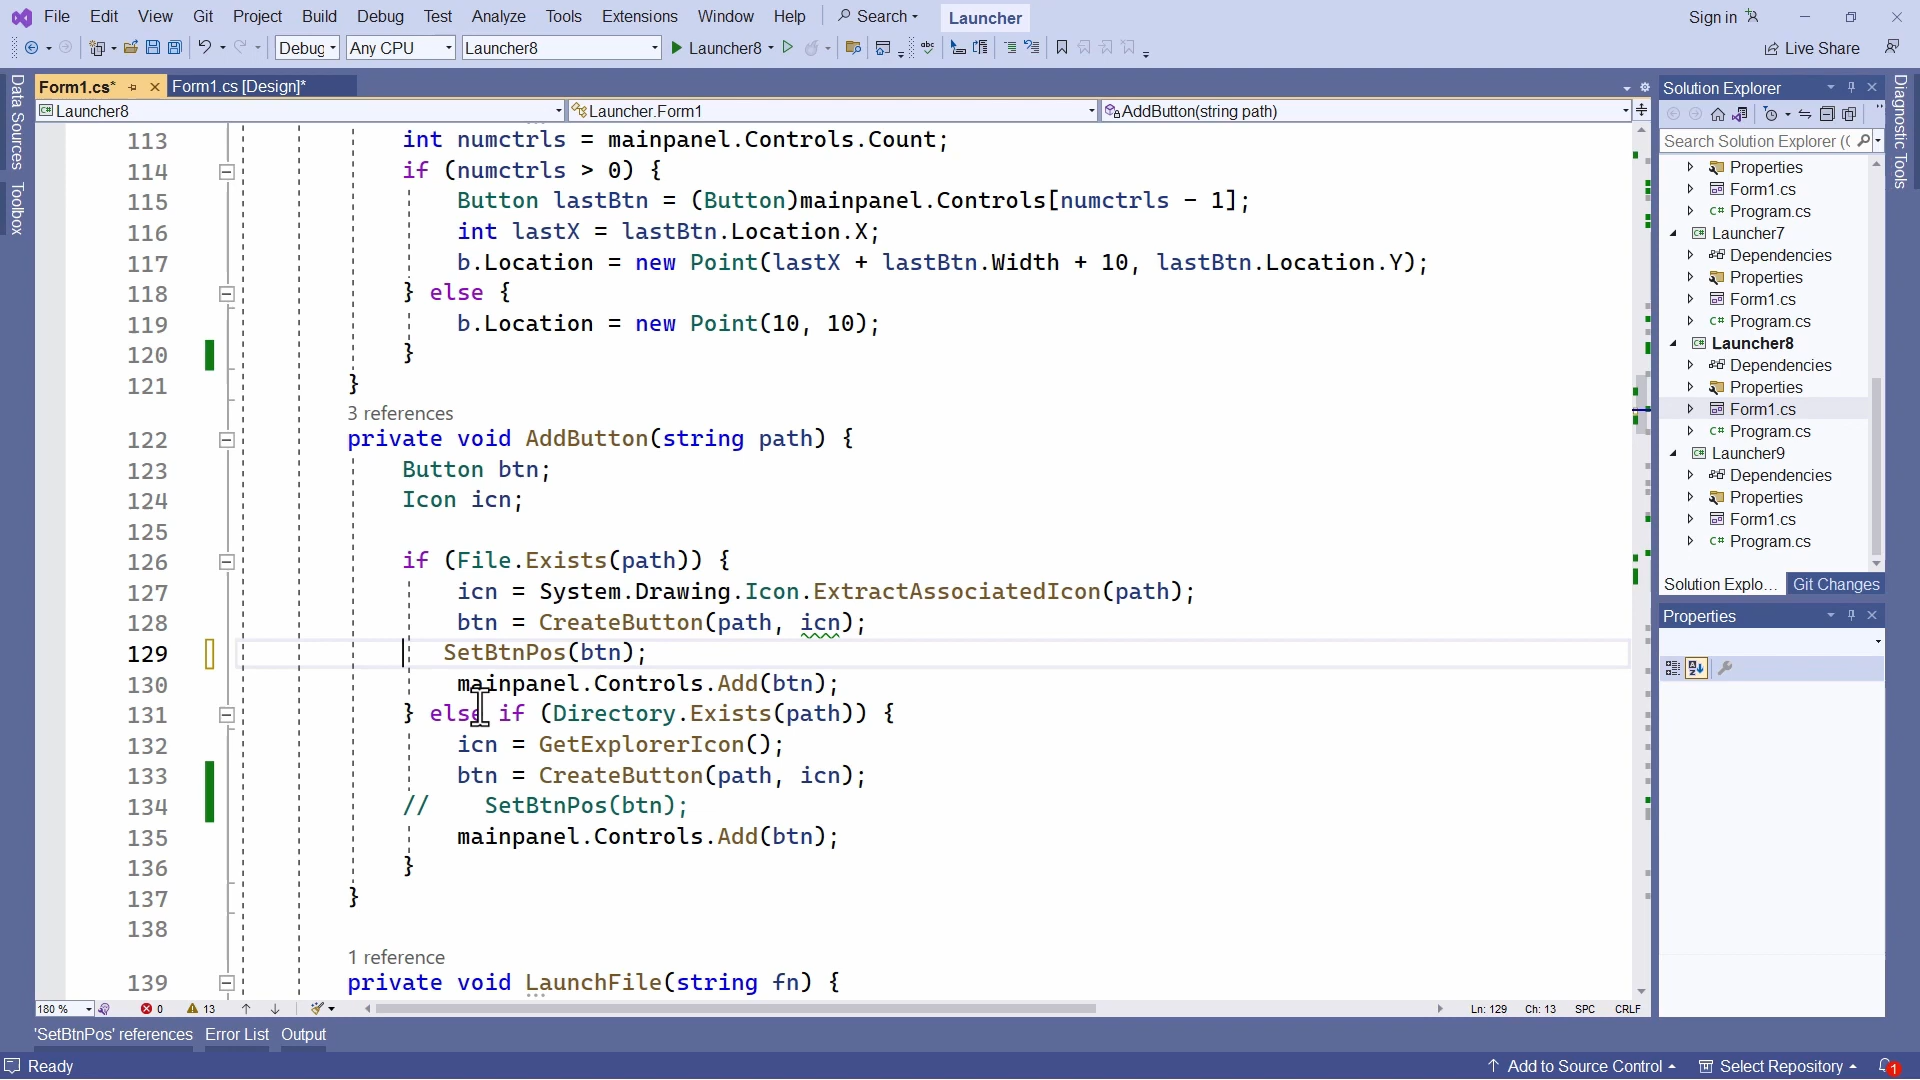 File Edit View Git Project Build Debug Test Analyze Tools Extensions Window Help Search Launcher Sign in
Debug Any CPU Launcher8 Launcher8 abc Live Share
Form1.cs* Form1.cs [Design]*
Launcher8 Launcher.Form1 AddButton(string path)
Data Sources
Toolbox
113 int numctrls = mainpanel.Controls.Count;
114 if (numctrls > 0) {
115 Button lastBtn = (Button)mainpanel.Controls[numctrls - 1];
116 int lastX = lastBtn.Location.X;
117 b.Location = new Point(lastX + lastBtn.Width + 10, lastBtn.Location.Y);
118 } else {
119 b.Location = new Point(10, 10);
120 }
121 }
3 references
122 private void AddButton(string path) {
123 Button btn;
124 Icon icn;
125
126 if (File.Exists(path)) {
127 icn = System.Drawing.Icon.ExtractAssociatedIcon(path);
128 btn = CreateButton(path, icn);
129 SetBtnPos(btn);
130 mainpanel.Controls.Add(btn);
131 } else if (Directory.Exists(path)) {
132 icn = GetExplorerIcon();
133 btn = CreateButton(path, icn);
134 // SetBtnPos(btn);
135 mainpanel.Controls.Add(btn);
136 }
137 }
138
1 reference
139 private void LaunchFile(string fn) {
180 % 0 13 Ln: 129 Ch: 13 SPC CRLF
'SetBtnPos' references Error List Output
Ready Add to Source Control Select Repository 1
Solution Explorer
Search Solution Explorer (
Properties
Form1.cs
C# Program.cs
C# Launcher7
Dependencies
Properties
Form1.cs
C# Program.cs
C# Launcher8
Dependencies
Properties
Form1.cs
C# Program.cs
C# Launcher9
Dependencies
Properties
Form1.cs
C# Program.cs
Solution Explo... Git Changes
Properties
Diagnostic Tools